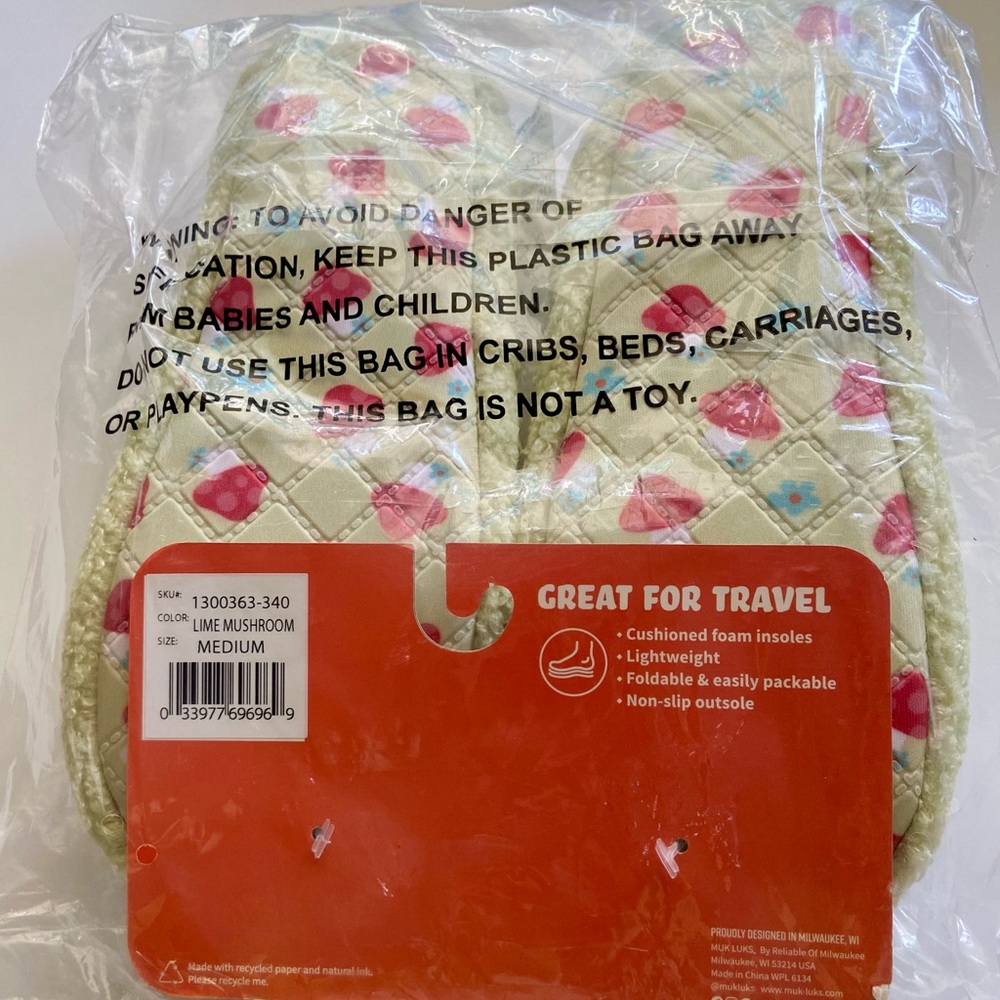 TO AVOID DANGER OF
KEEP THIS PLASTIC BAG AWAY
BABIES AND CHILDREN.
USE THIS BAG IN CRIBS, BEDS, CARRIAGES,
OR PLAYPENS. THIS BAG IS NOT A TOY.
SKU#: 1300363-340
COLOR: LIME MUSHROOM
SIZE: MEDIUM
0 33977 69696 9
GREAT FOR TRAVEL
• Cushioned foam insoles
• Lightweight
• Foldable & easily packable
• Non-slip outsole
Made with recycled paper and natural ink.
Please recycle me.
PROUDLY DESIGNED IN MILWAUKEE, WI
MUK LUKS, By Reliable Of Milwaukee
Milwaukee, WI 53214 USA
Made in China WPL 6134
@mukluks www.muk-luks.com